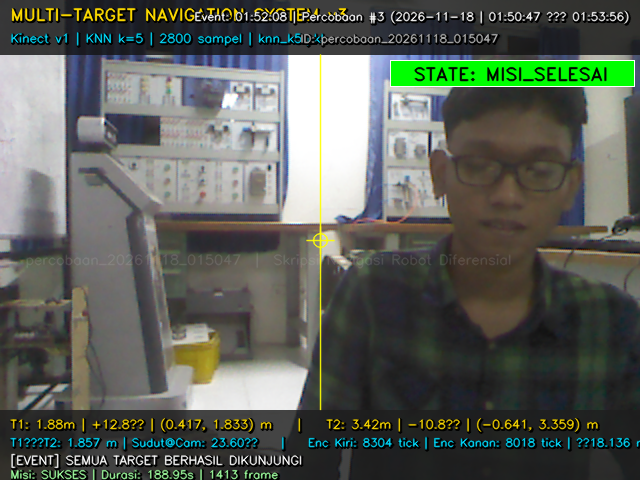 MULTI-TARGET NAVIGATION SYSTEM v3
Event: 01:52:08 | Percobaan #3 (2026-11-18 | 01:50:47 ??? 01:53:56)
Kinect v1 | KNN k=5 | 2800 sampel |
ID: percobaan_20261118_015047
STATE: MISI_SELESAI
percobaan_20261118_015047 | Skripsi Navigasi Robot Diferensial
T1: 1.88m | +12.8?? | (0.417, 1.833) m | T2: 3.42m | -10.8?? | (-0.641, 3.359) m
T1???T2: 1.857 m | Sudut@Cam: 23.60?? | Enc Kiri: 8304 tick | Enc Kanan: 8018 tick | ??18.136
[EVENT] SEMUA TARGET BERHASIL DIKUNJUNGI
Misi: SUKSES | Durasi: 188.95s | 1413 frame